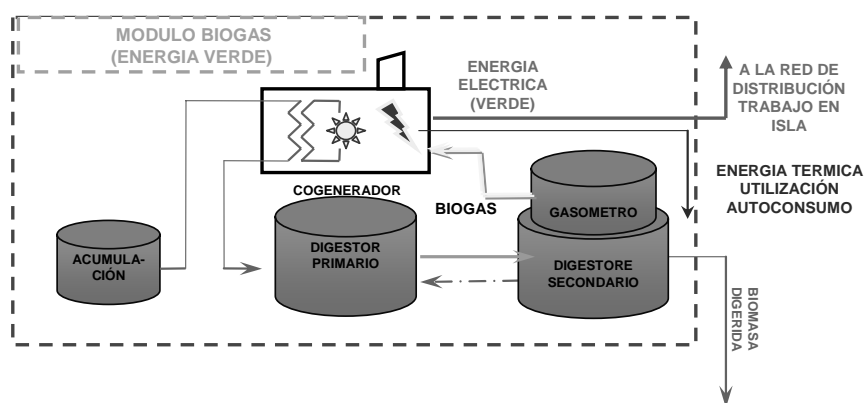 MODULO BIOGAS
(ENERGIA VERDE)
ENERGIA
ELECTRICA
(VERDE)
A LA RED DE
DISTRIBUCIÓN
TRABAJO EN
ISLA
ENERGIA TERMICA
UTILIZACIÓN
AUTOCONSUMO
COGENERADOR
BIOGAS
GASOMETRO
ACUMULA-
CIÓN
DIGESTOR
PRIMARIO
DIGESTORE
SECONDARIO
BIOMASA
DIGERIDA